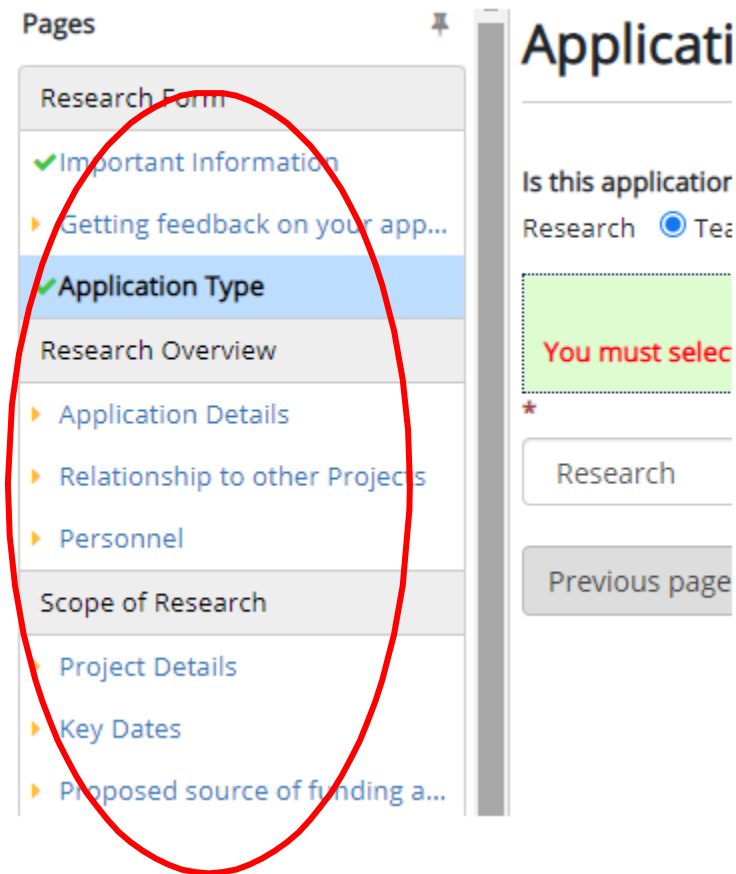 Pages
Research Form
Important Information
Getting feedback on your app...
Application Type
Research Overview
Application Details
Relationship to other Projects
Personnel
Scope of Research
Project Details
Key Dates
Proposed source of funding a...
Applicati
Is this application
Research Tea
You must selec
*
Research
Previous page